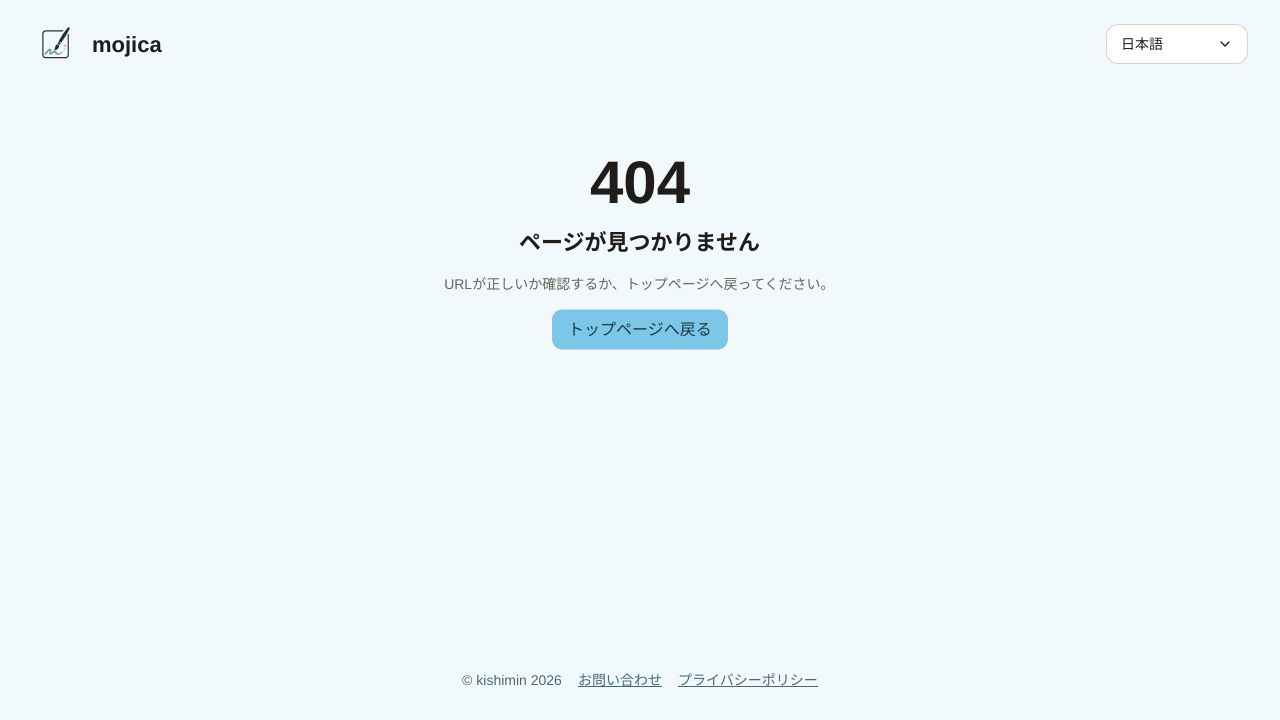 mojica
日本語
404
ページが見つかりません
URLが正しいか確認するか、トップページへ戻ってください。
トップページへ戻る
© kishimin 2026 お問い合わせ プライバシーポリシー